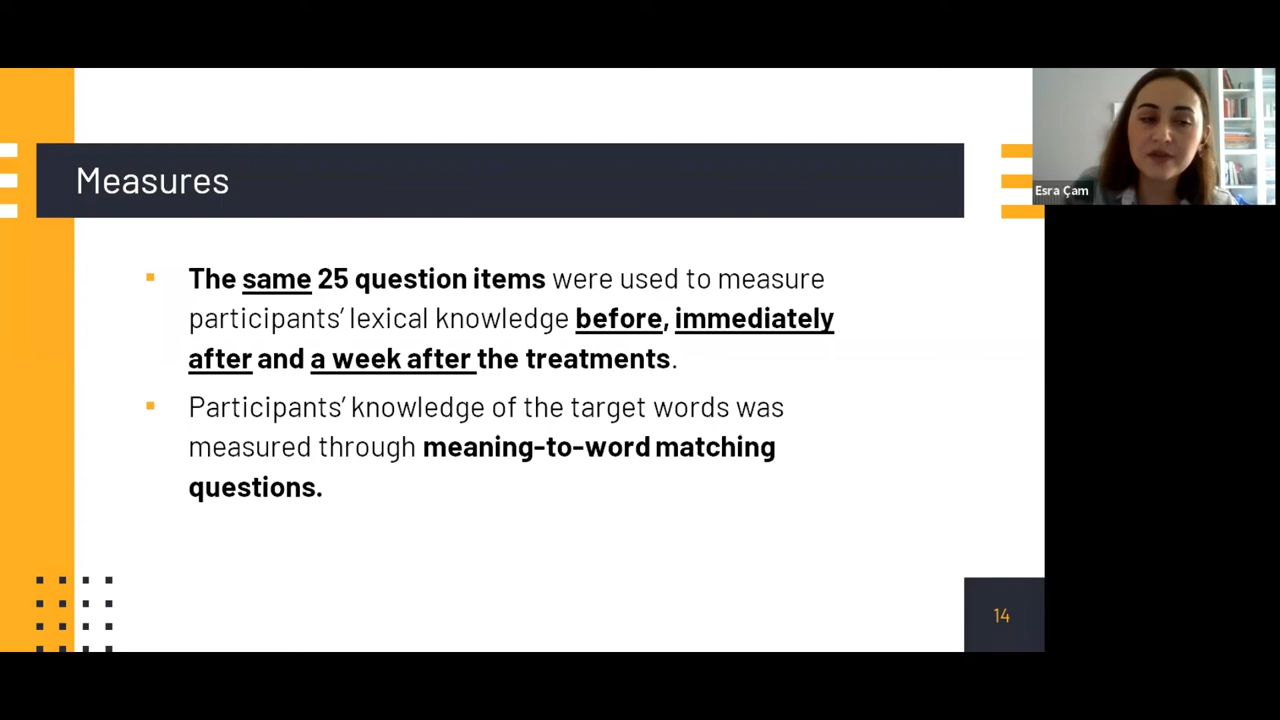 Measures
Esra Çam
▪ The same 25 question items were used to measure
participants’ lexical knowledge before, immediately
after and a week after the treatments.
▪ Participants’ knowledge of the target words was
measured through meaning-to-word matching
questions.
14